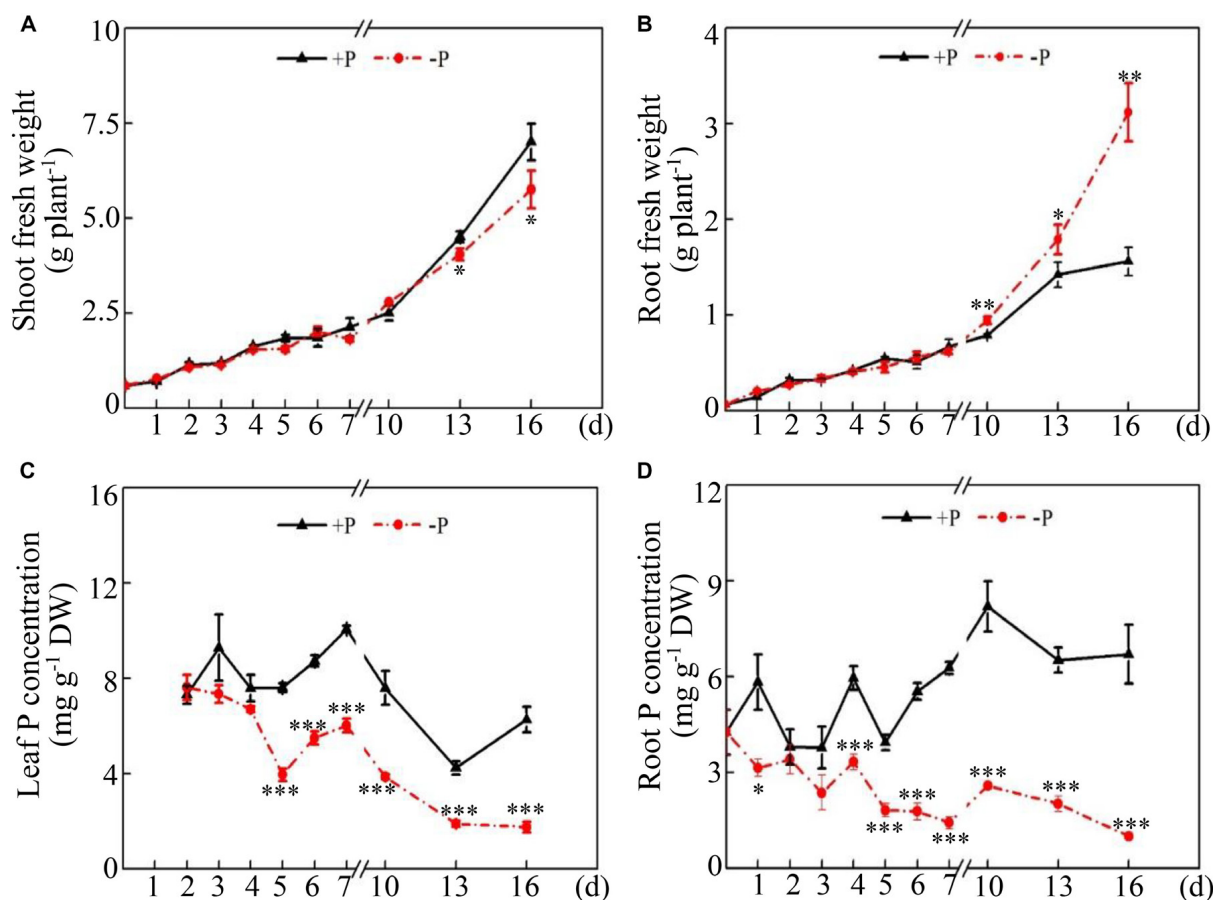 A
Shoot fresh weight
(g plant⁻¹)
10
7.5
5.0
2.5
0
+P -P
*
*
1 2 3 4 5 6 7 10 13 16 (d)
B
Root fresh weight
(g plant⁻¹)
4
3
2
1
0
+P -P
**
*
**
1 2 3 4 5 6 7 10 13 16 (d)
C
Leaf P concentration
(mg g⁻¹ DW)
16
12
8
4
0
+P -P
*** *** *** *** *** ***
1 2 3 4 5 6 7 10 13 16 (d)
D
Root P concentration
(mg g⁻¹ DW)
12
9
6
3
0
+P -P
* *** *** *** *** *** *** ***
1 2 3 4 5 6 7 10 13 16 (d)